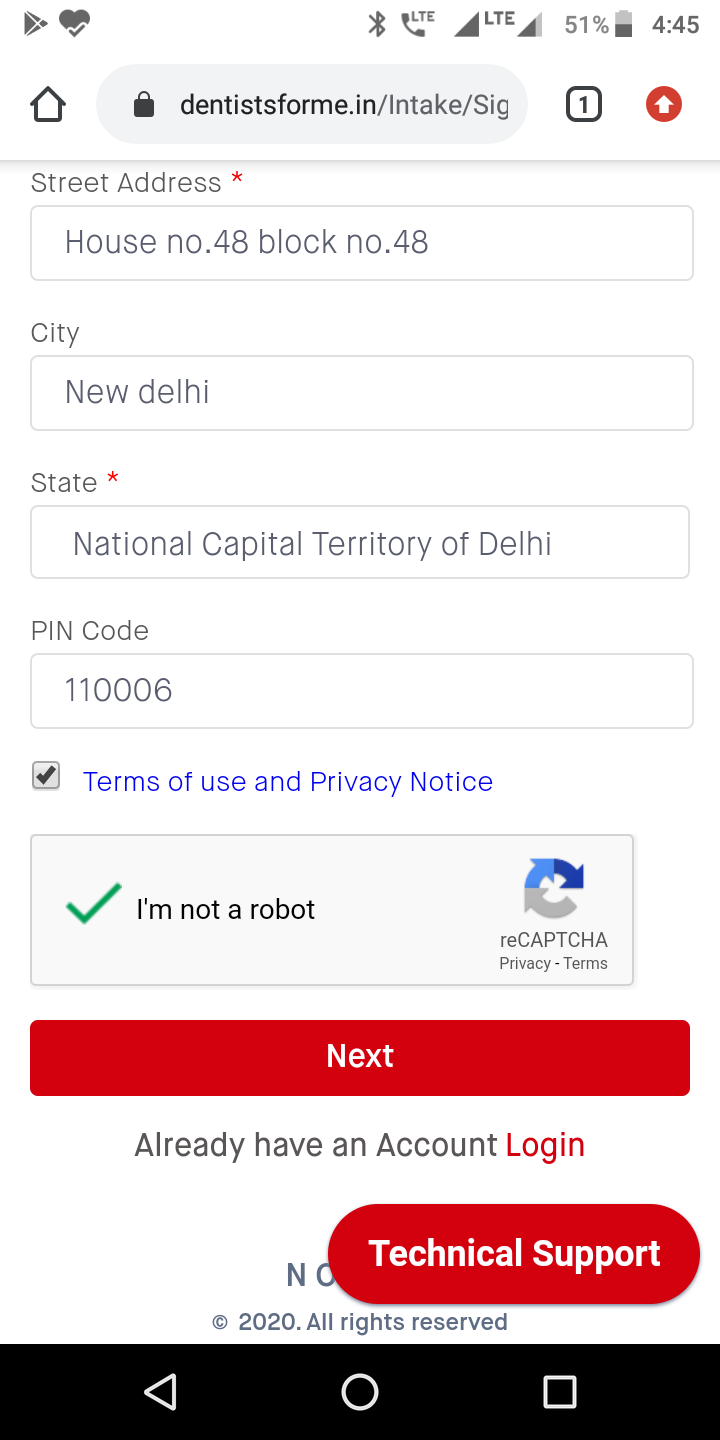 LTE LTE 51% 4:45
dentistsforme.in/Intake/Sig
1
Street Address *
House no.48 block no.48
City
New delhi
State *
National Capital Territory of Delhi
PIN Code
110006
Terms of use and Privacy Notice
I'm not a robot
reCAPTCHA
Privacy - Terms
Next
Already have an Account Login
Technical Support
© 2020. All rights reserved